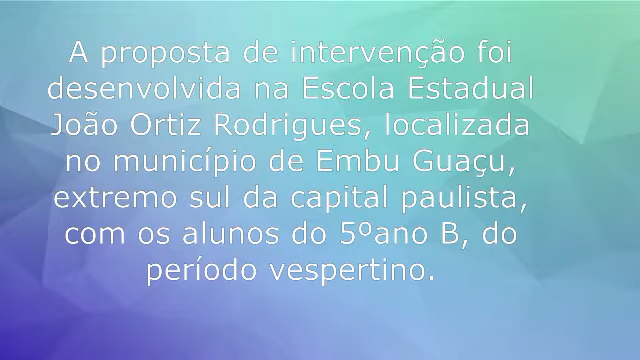 A proposta de intervenção foi
desenvolvida na Escola Estadual
João Ortiz Rodrigues, localizada
no município de Embu Guaçu,
extremo sul da capital paulista,
com os alunos do 5ºano B, do
período vespertino.